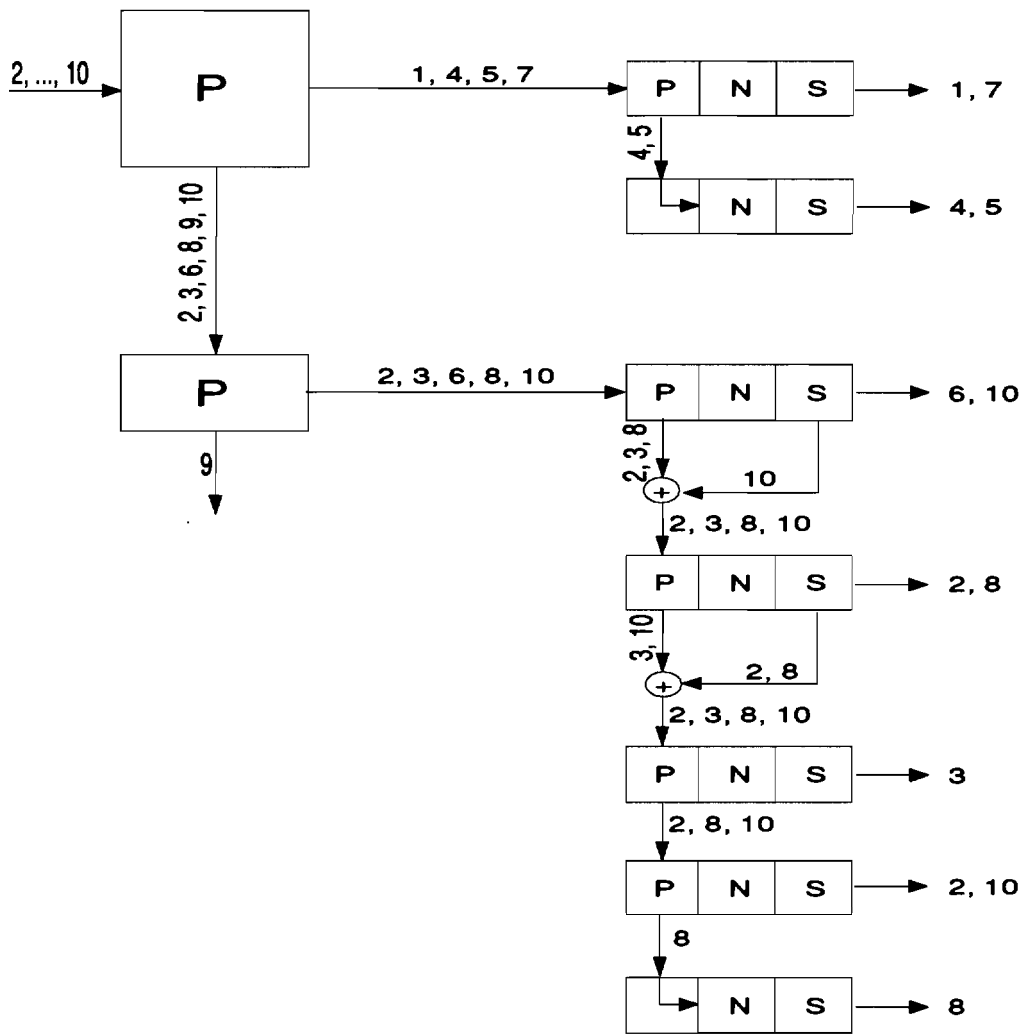 2, ..., 10
P
1, 4, 5, 7
P N S
1, 7
4, 5
N S
4, 5
2, 3, 6, 8, 9, 10
P
2, 3, 6, 8, 10
P N S
6, 10
9
2, 3, 8
10
+
2, 3, 8, 10
P N S
2, 8
3, 10
2, 8
+
2, 3, 8, 10
P N S
3
2, 8, 10
P N S
2, 10
8
N S
8